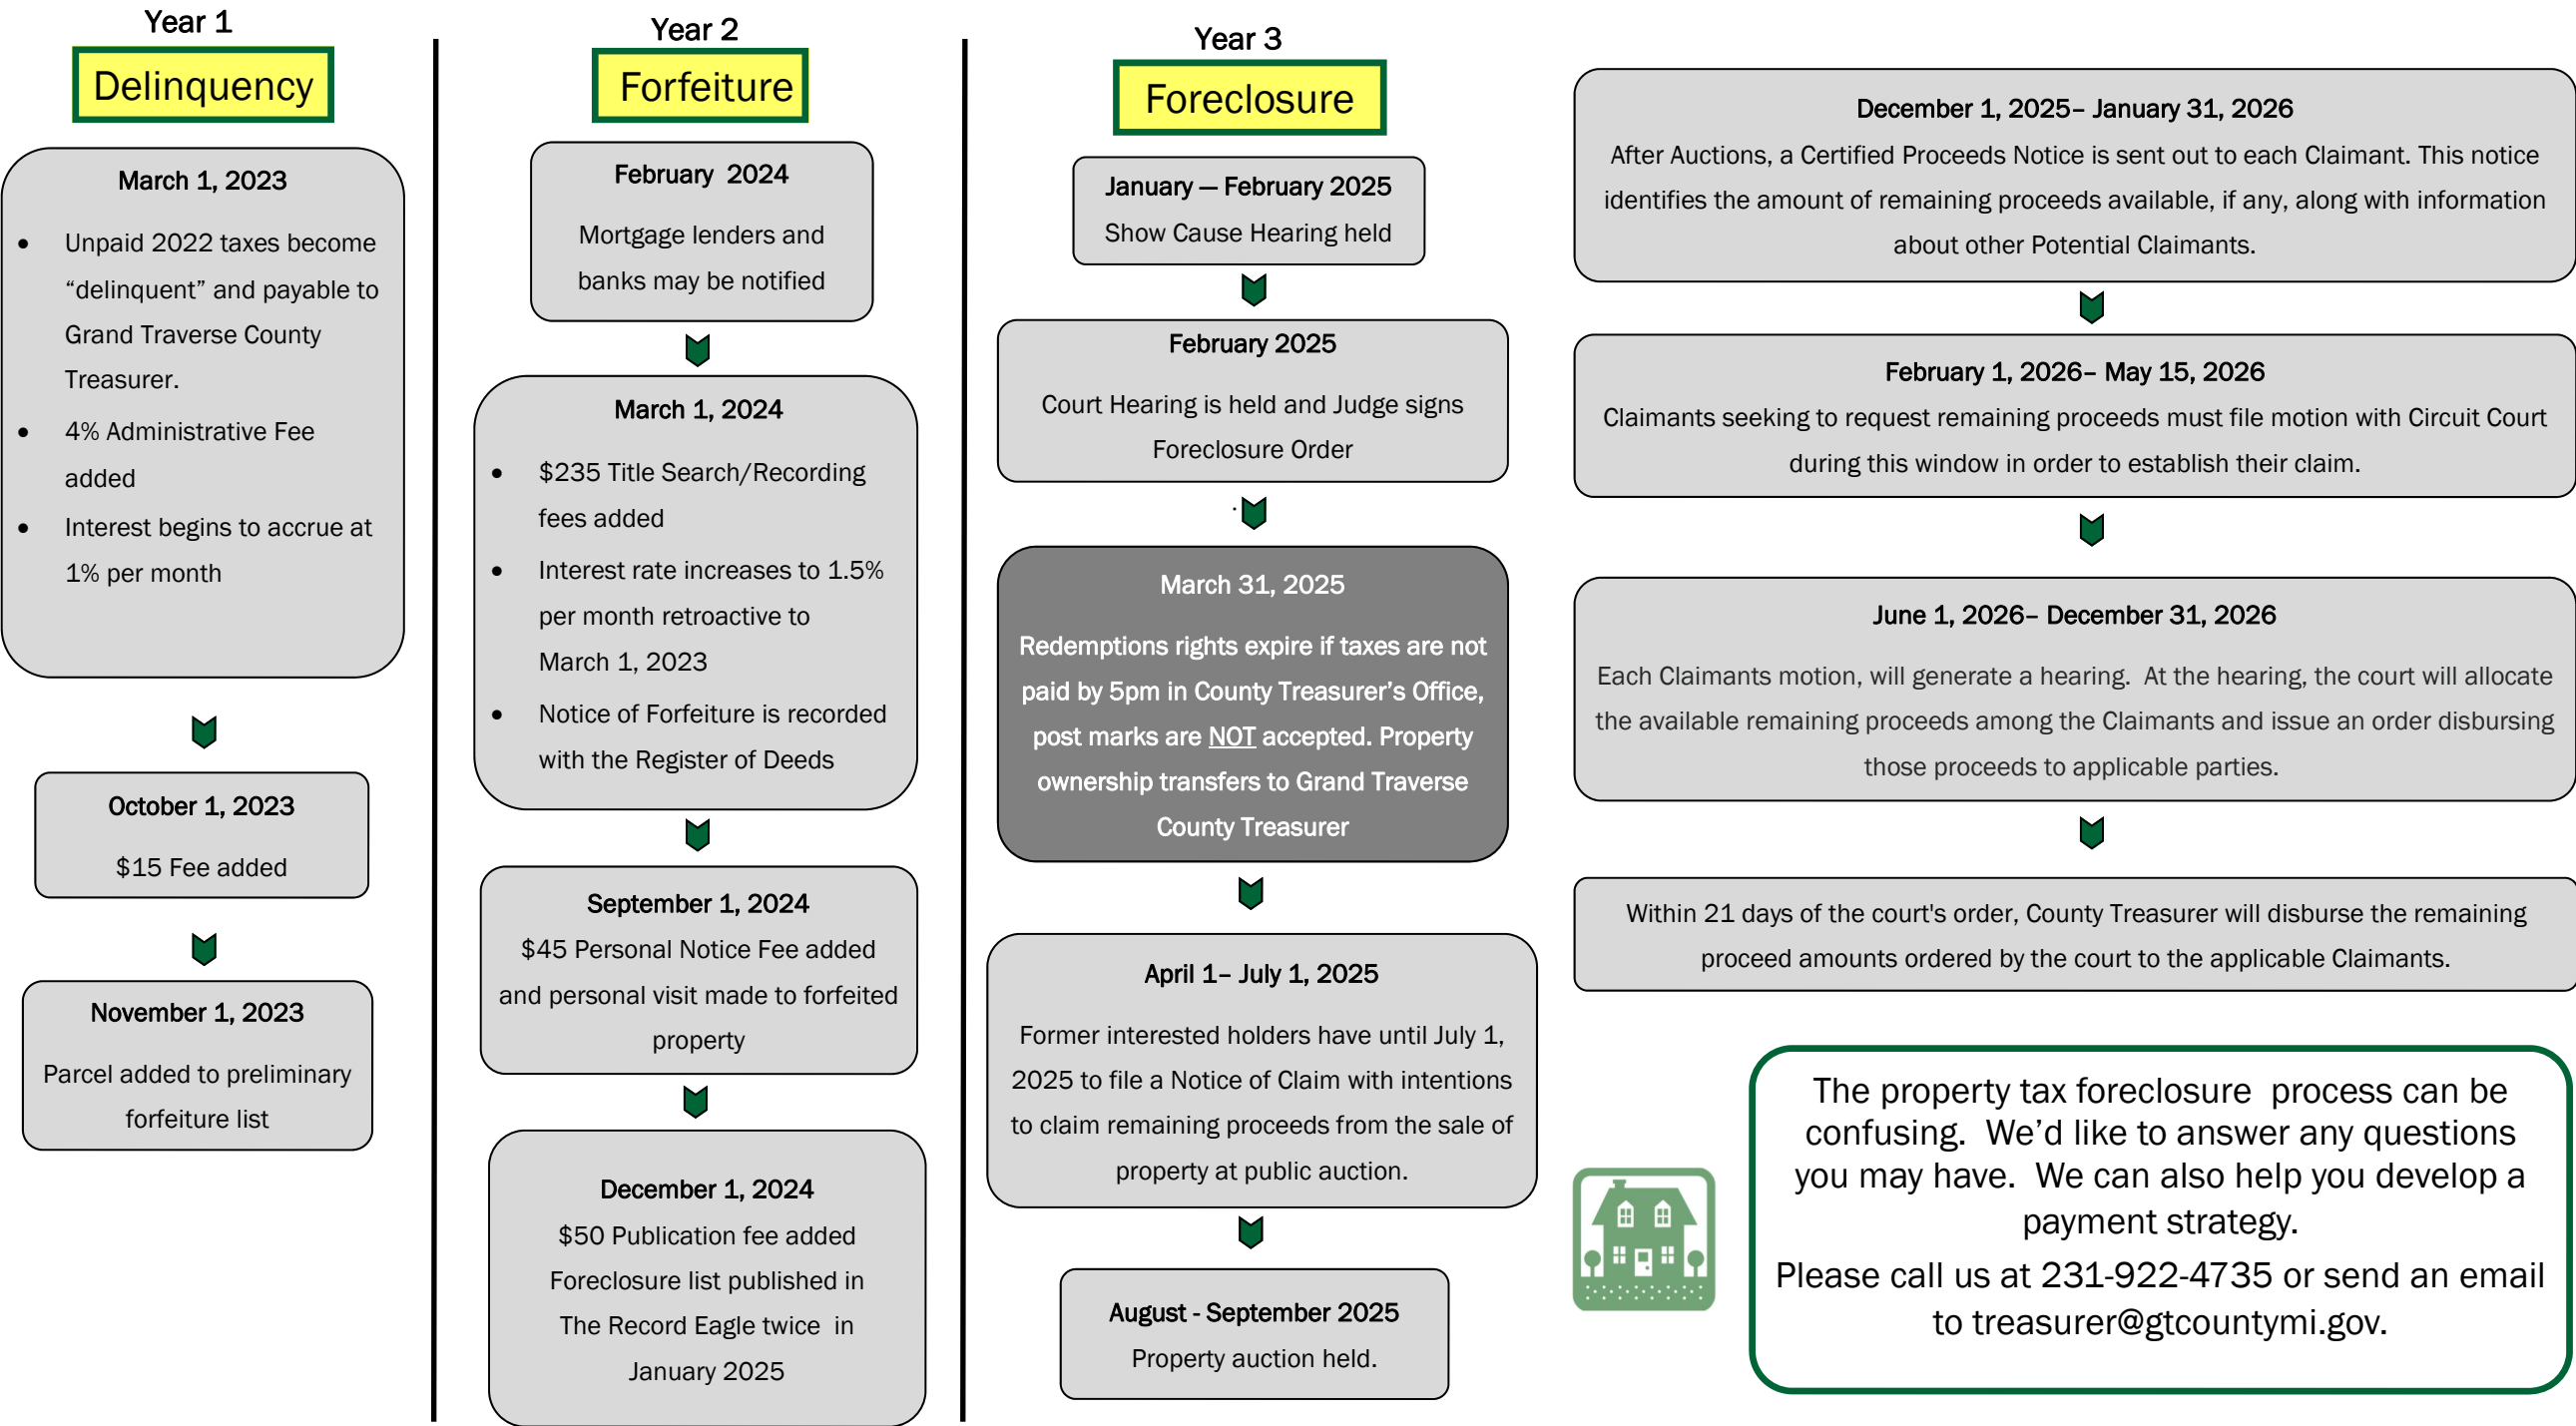 Year 1
Delinquency
March 1, 2023
• Unpaid 2022 taxes become
“delinquent” and payable to
Grand Traverse County
Treasurer.
• 4% Administrative Fee
added
• Interest begins to accrue at
1% per month
October 1, 2023
$15 Fee added
November 1, 2023
Parcel added to preliminary
forfeiture list
Year 2
Forfeiture
February 2024
Mortgage lenders and
banks may be notified
March 1, 2024
• $235 Title Search/Recording
fees added
• Interest rate increases to 1.5%
per month retroactive to
March 1, 2023
• Notice of Forfeiture is recorded
with the Register of Deeds
September 1, 2024
$45 Personal Notice Fee added
and personal visit made to forfeited
property
December 1, 2024
$50 Publication fee added
Foreclosure list published in
The Record Eagle twice in
January 2025
Year 3
Foreclosure
January — February 2025
Show Cause Hearing held
February 2025
Court Hearing is held and Judge signs
Foreclosure Order
.
March 31, 2025
Redemptions rights expire if taxes are not
paid by 5pm in County Treasurer’s Office,
post marks are NOT accepted. Property
ownership transfers to Grand Traverse
County Treasurer
April 1– July 1, 2025
Former interested holders have until July 1,
2025 to file a Notice of Claim with intentions
to claim remaining proceeds from the sale of
property at public auction.
August - September 2025
Property auction held.
December 1, 2025– January 31, 2026
After Auctions, a Certified Proceeds Notice is sent out to each Claimant. This notice
identifies the amount of remaining proceeds available, if any, along with information
about other Potential Claimants.
February 1, 2026– May 15, 2026
Claimants seeking to request remaining proceeds must file motion with Circuit Court
during this window in order to establish their claim.
June 1, 2026– December 31, 2026
Each Claimants motion, will generate a hearing. At the hearing, the court will allocate
the available remaining proceeds among the Claimants and issue an order disbursing
those proceeds to applicable parties.
Within 21 days of the court's order, County Treasurer will disburse the remaining
proceed amounts ordered by the court to the applicable Claimants.
The property tax foreclosure process can be
confusing. We’d like to answer any questions
you may have. We can also help you develop a
payment strategy.
Please call us at 231-922-4735 or send an email
to treasurer@gtcountymi.gov.